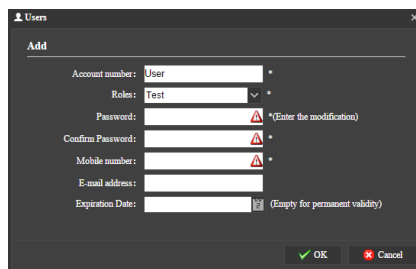 Users
Add
Account number: User *
Roles: Test *
Password: *(Enter the modification)
Confirm Password: *
Mobile number: *
E-mail address:
Expiration Date: (Empty for permanent validity)
OK Cancel